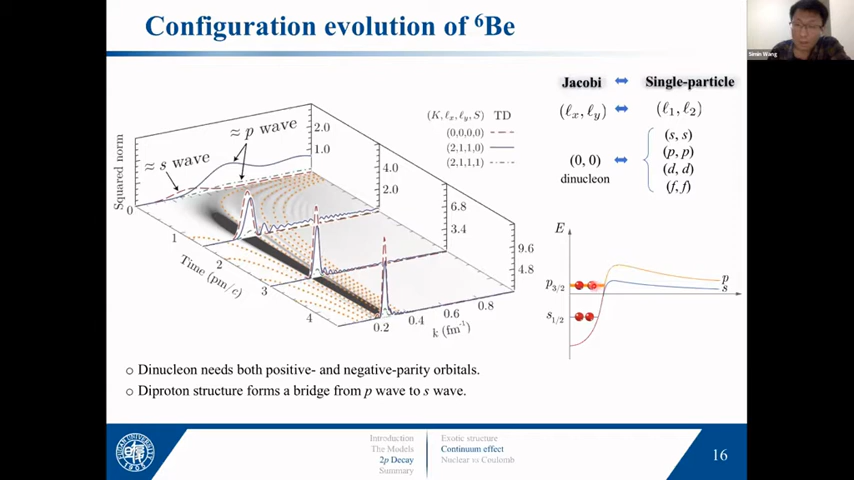 Configuration evolution of ⁶Be
Simin Wang
Jacobi ⇔ Single-particle
(ℓx, ℓy) ⇔ (ℓ1, ℓ2)
(0, 0) ⇔
dinucleon
(s, s)
(p, p)
(d, d)
(f, f)
(K, ℓx, ℓy, S) TD
(0,0,0,0)
(2,1,1,0)
(2,1,1,1)
≈ p wave
≈ s wave
Squared norm
2.0
1.0
4.0
2.0
6.8
3.4
9.6
4.8
0
1
2
3
4
Time (pm/c)
0.2
0.4
0.6
0.8
k (fm⁻¹)
E
p3/2
s1/2
p
s
○ Dinucleon needs both positive- and negative-parity orbitals.
○ Diproton structure forms a bridge from p wave to s wave.
Introduction
The Models
2p Decay
Summary
Exotic structure
Continuum effect
Nuclear vs Coulomb
16